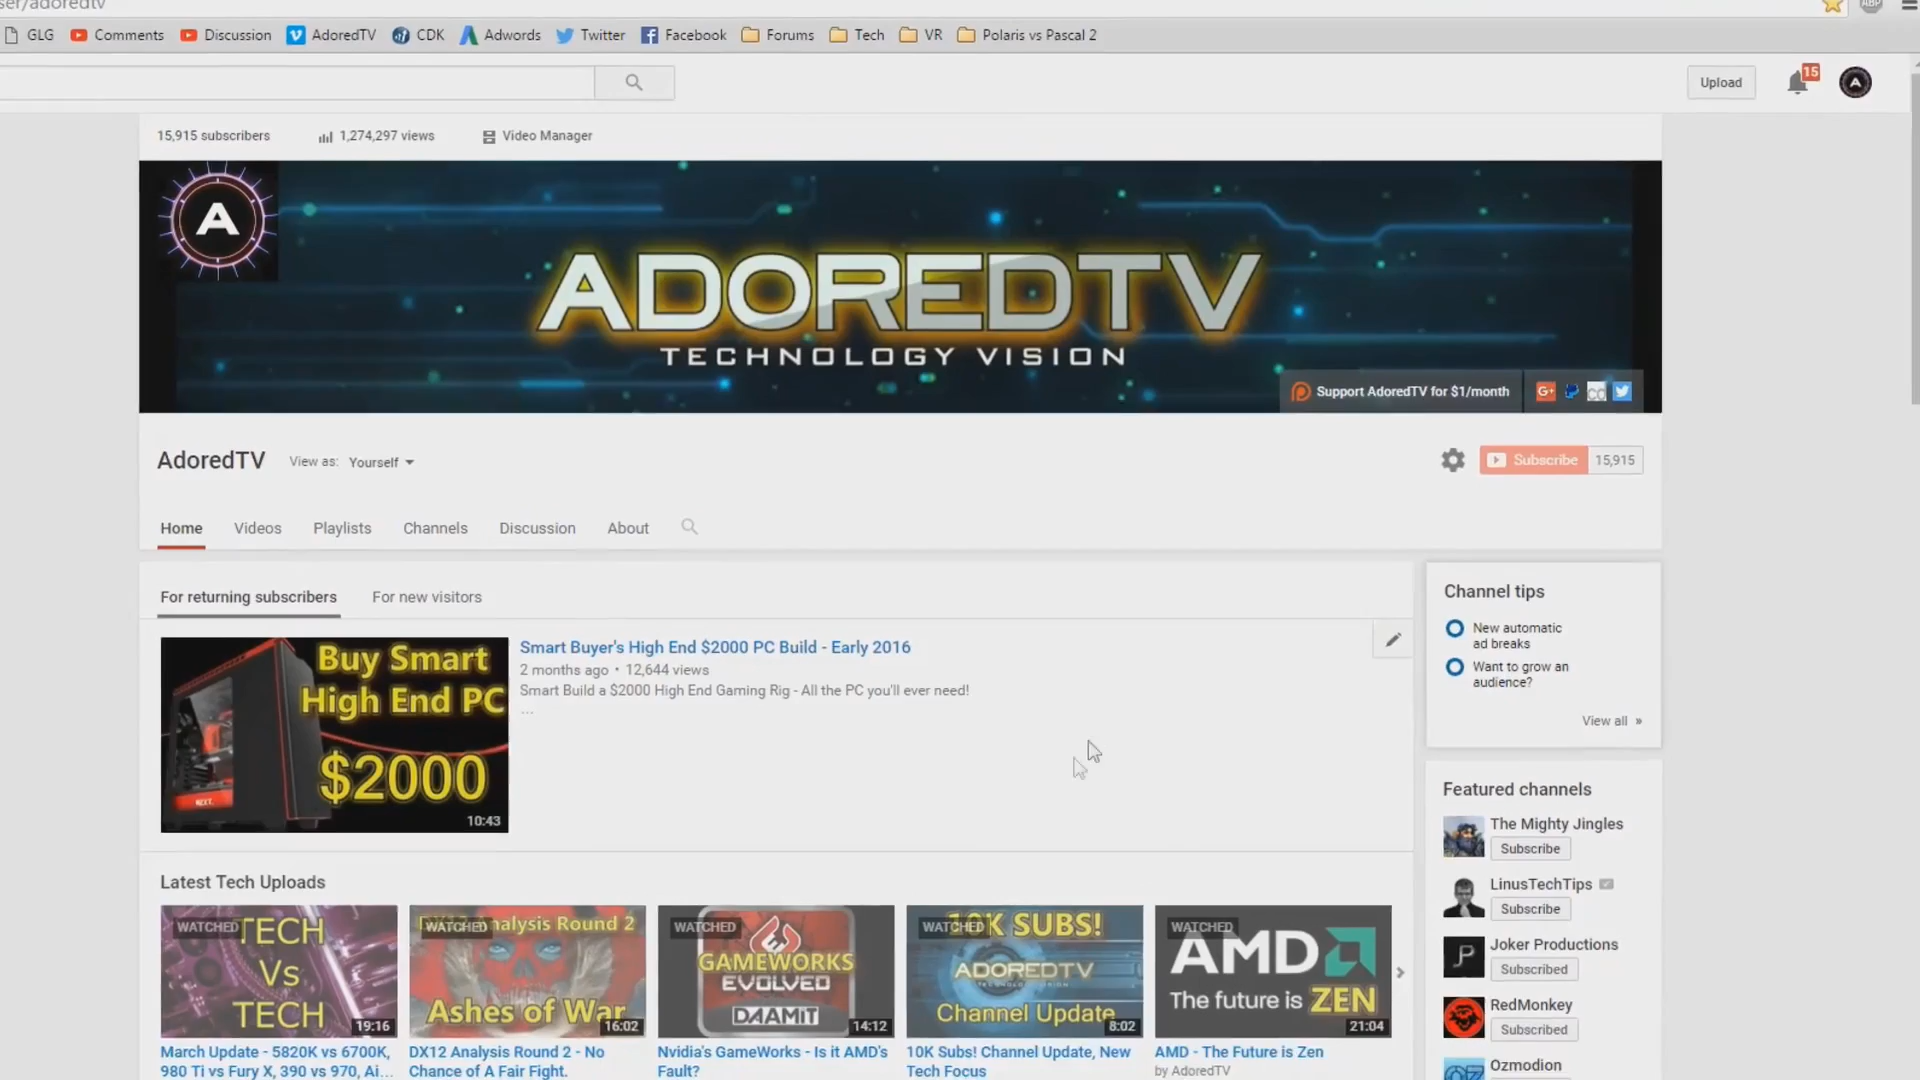 ser/adoredtv
ABP
GLG Comments Discussion AdoredTV CDK Adwords Twitter Facebook Forums Tech VR Polaris vs Pascal 2
Upload 15
15,915 subscribers 1,274,297 views Video Manager
A
ADOREDTV
TECHNOLOGY VISION
Support AdoredTV for $1/month
AdoredTV View as: Yourself
Subscribe 15,915
Home Videos Playlists Channels Discussion About
For returning subscribers For new visitors
Buy Smart
High End PC
$2000
10:43
Smart Buyer's High End $2000 PC Build - Early 2016
2 months ago • 12,644 views
Smart Build a $2000 High End Gaming Rig - All the PC you'll ever need!
...
Channel tips
New automatic
ad breaks
Want to grow an
audience?
View all »
Featured channels
The Mighty Jingles
Subscribe
LinusTechTips
Subscribe
Joker Productions
Subscribed
RedMonkey
Subscribed
Ozmodion
Latest Tech Uploads
WATCHED
TECH
Vs
TECH
19:16
March Update - 5820K vs 6700K,
980 Ti vs Fury X, 390 vs 970, Ai...
WATCHED
nalysis Round 2
Ashes of War
16:02
DX12 Analysis Round 2 - No
Chance of A Fair Fight.
WATCHED
GAMEWORKS
EVOLVED
DAAMIT
14:12
Nvidia's GameWorks - Is it AMD's
Fault?
WATCHED
10K SUBS!
ADOREDTV
Channel Update
8:02
10K Subs! Channel Update, New
Tech Focus
WATCHED
AMD
The future is ZEN
21:04
AMD - The Future is Zen
by AdoredTV